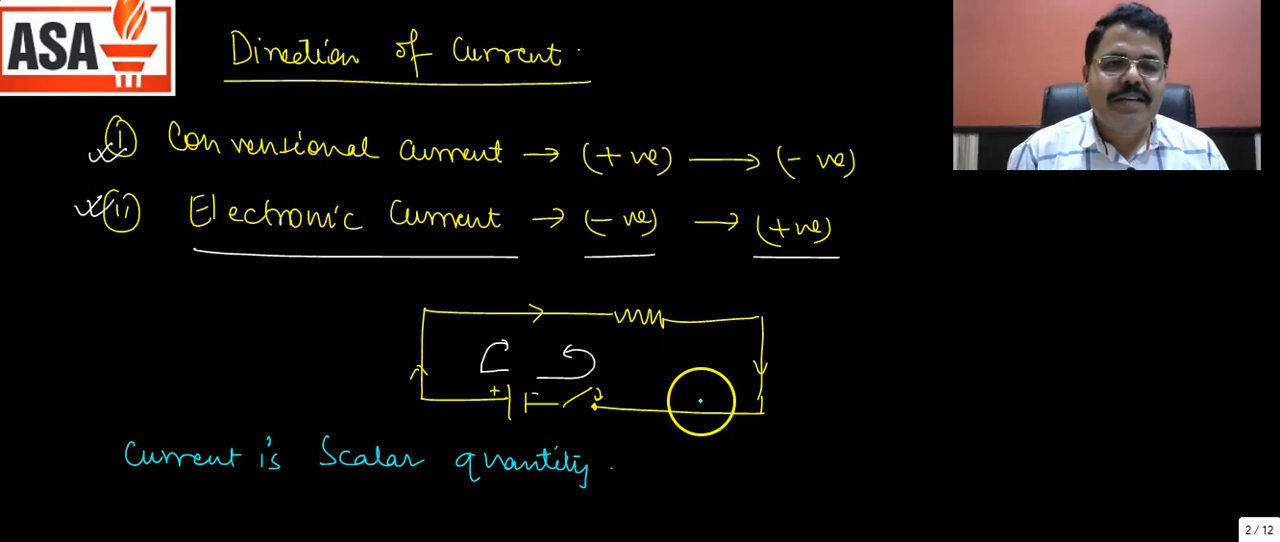 ASA
Direction of Current.
(i) Conventional current → (+ve) → (-ve)
(ii) Electronic Current → (-ve) → (+ve)
+ -
Current is Scalar quantity.
2 / 12